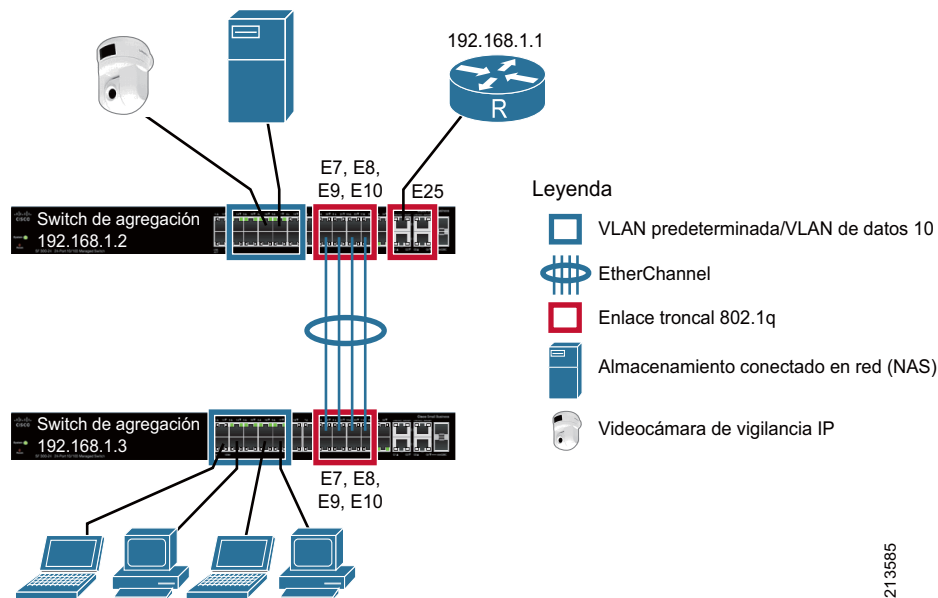 192.168.1.1
R
E7, E8,
E9, E10
E25
Switch de agregación
192.168.1.2
Leyenda
VLAN predeterminada/VLAN de datos 10
EtherChannel
Enlace troncal 802.1q
Almacenamiento conectado en red (NAS)
Videocámara de vigilancia IP
CISCO
Switch de agregación
192.168.1.3
E7, E8,
E9, E10
213585